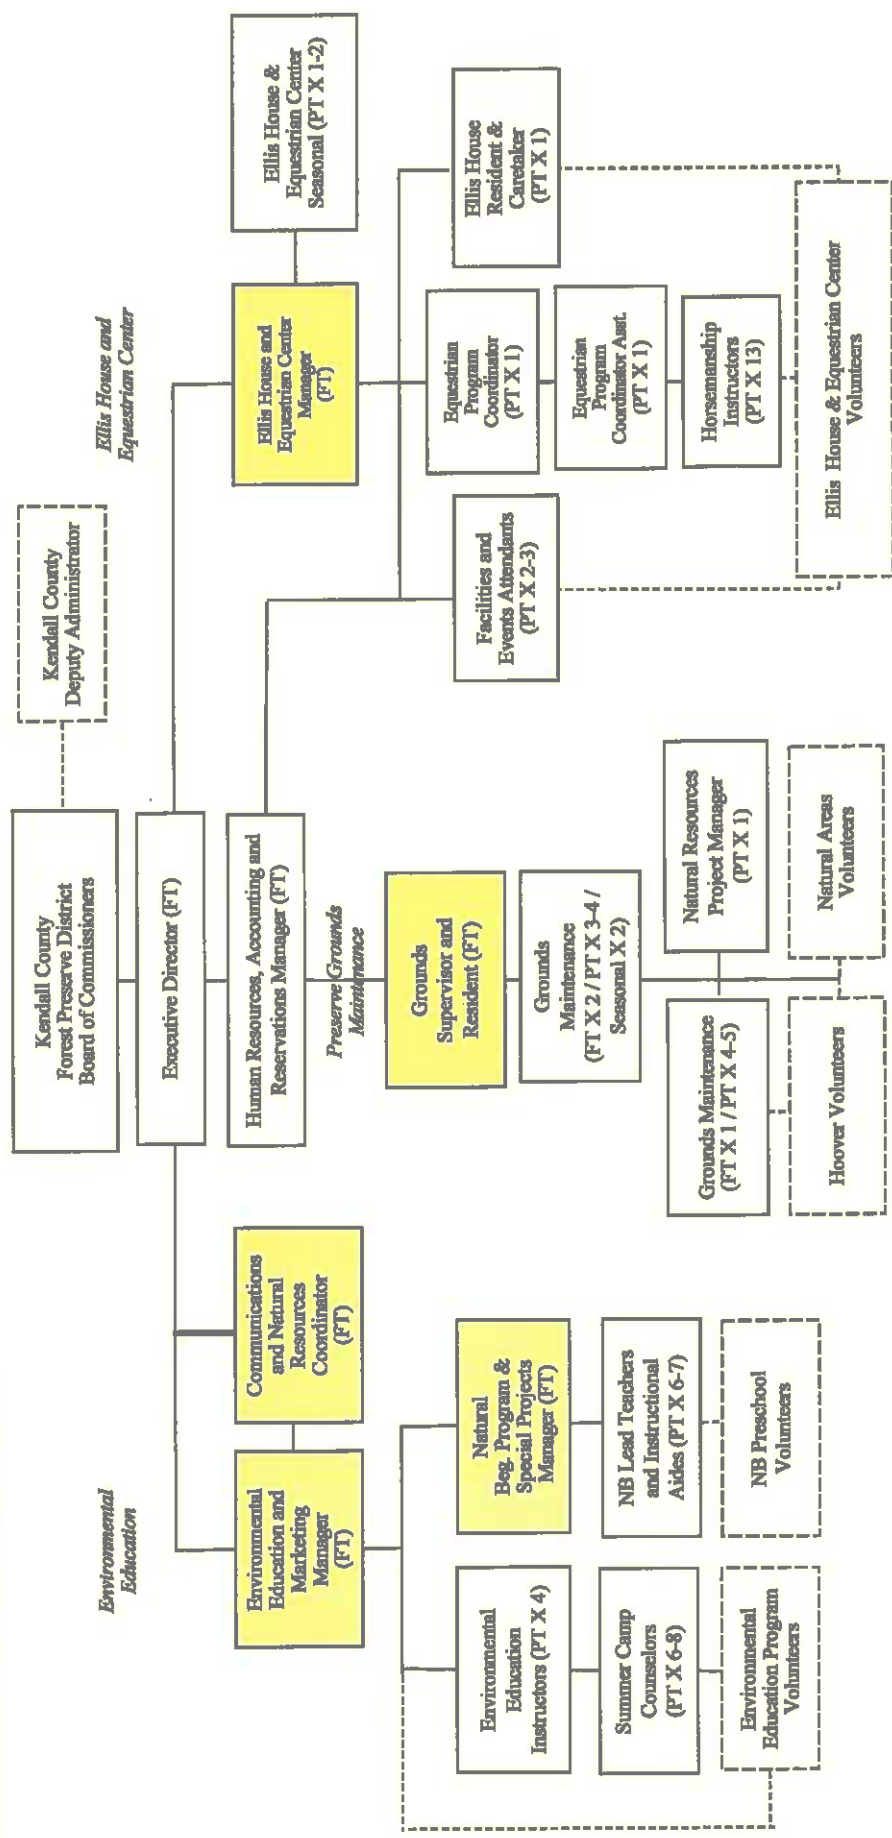 Kendall County
Forest Preserve District
Board of Commissioners
Kendall County
Deputy Administrator
Executive Director (FT)
Human Resources, Accounting and
Reservations Manager (FT)
Environmental
Education
Environmental
Education and
Marketing
Manager
(FT)
Communications
and Natural
Resources
Coordinator
(FT)
Environmental
Education
Instructors (PT X 4)
Summer Camp
Counselors
(PT X 6-8)
Environmental
Education Program
Volunteers
Natural
Beg. Program &
Special Projects
Manager (FT)
NB Lead Teachers
and Instructional
Aides (PT X 6-7)
NB Preschool
Volunteers
Preserve Grounds
Maintenance
Grounds
Supervisor and
Resident (FT)
Grounds
Maintenance
(FT X 2 / PT X 3-4 /
Seasonal X 2)
Grounds Maintenance
(FT X 1 / PT X 4-5)
Natural Resources
Project Manager
(PT X 1)
Hoover Volunteers
Natural Areas
Volunteers
Ellis House and
Equestrian Center
Ellis House and
Equestrian Center
Manager
(FT)
Ellis House &
Equestrian Center
Seasonal (PT X 1-2)
Facilities and
Events Attendants
(PT X 2-3)
Equestrian
Program
Coordinator
(PT X 1)
Equestrian
Program
Coordinator Asst.
(PT X 1)
Horsemanship
Instructors
(PT X 13)
Ellis House
Resident &
Caretaker
(PT X 1)
Ellis House & Equestrian Center
Volunteers